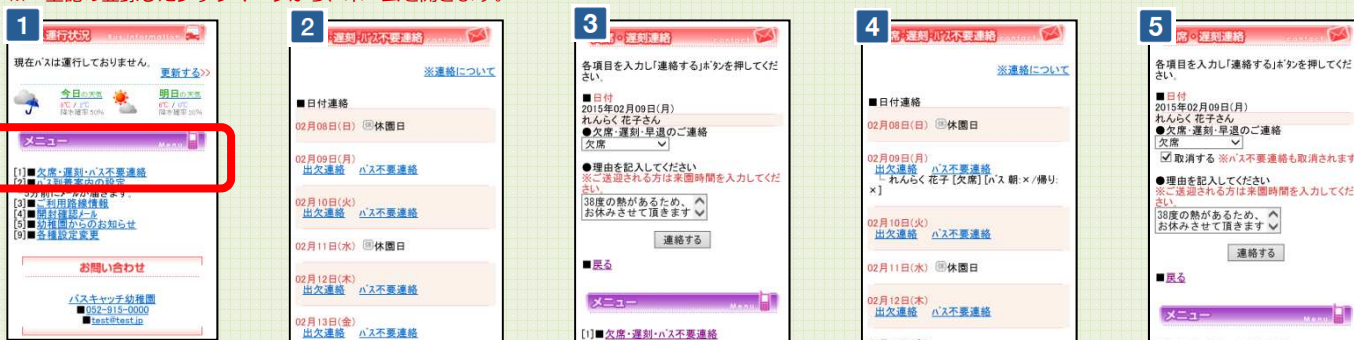 1
運行状況
現在バスは運行しておりません。
更新する>>
今日の天気
明日の天気
メニュー
Menu
[1]■欠席・遅刻・バス不要連絡
[2]■バス到着案内の設定
5分前にメールが届きます。
[3]■ご利用路線情報
[4]■開封確認メール
[5]■幼稚園からのお知らせ
[9]■各種設定変更
お問い合わせ
バスキャッチ幼稚園
■052-915-0000
■test@test.jp
2
・遅刻・バス不要連絡
※連絡について
■日付連絡
02月08日(日) 休園日
02月09日(月)
出欠連絡 バス不要連絡
02月10日(火)
出欠連絡 バス不要連絡
02月11日(水) 休園日
02月12日(木)
出欠連絡 バス不要連絡
02月13日(金)
出欠連絡 バス不要連絡
3
・遅刻連絡
各項目を入力し「連絡する」ボタンを押してくだ
さい。
■日付
2015年02月09日(月)
れんらく花子さん
●欠席・遅刻・早退のご連絡
欠席
●理由を記入してください
※ご送迎される方は来園時間を入力してくだ
さい。
38度の熱があるため、
お休みさせて頂きます
連絡する
■戻る
メニュー
Menu
[1]■欠席・遅刻・バス不要連絡
4
席・遅刻・バス不要連絡
※連絡について
■日付連絡
02月08日(日) 休園日
02月09日(月)
出欠連絡 バス不要連絡
└ れんらく花子 [欠席] [バス 朝:×/帰り:
×]
02月10日(火)
出欠連絡 バス不要連絡
02月11日(水) 休園日
02月12日(木)
出欠連絡 バス不要連絡
5
席・遅刻連絡
各項目を入力し「連絡する」ボタンを押してくだ
さい。
■日付
2015年02月09日(月)
れんらく花子さん
●欠席・遅刻・早退のご連絡
欠席
取消する ※バス不要連絡も取消されます
●理由を記入してください
※ご送迎される方は来園時間を入力してくだ
さい。
38度の熱があるため、
お休みさせて頂きます
連絡する
■戻る
メニュー
Menu